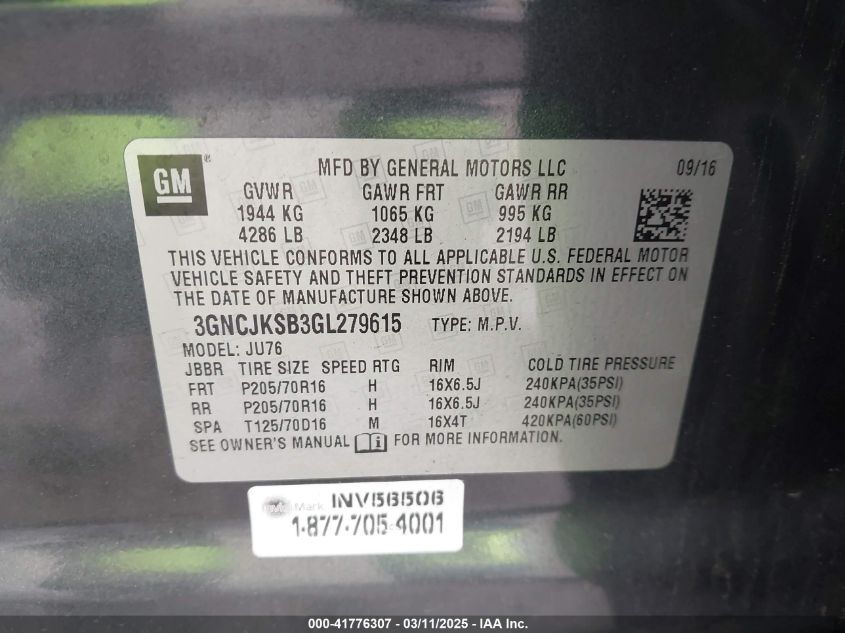 GM ®
MFD BY GENERAL MOTORS LLC 09/16
GVWR GAWR FRT GAWR RR
1944 KG 1065 KG 995 KG
4286 LB 2348 LB 2194 LB
THIS VEHICLE CONFORMS TO ALL APPLICABLE U.S. FEDERAL MOTOR
VEHICLE SAFETY AND THEFT PREVENTION STANDARDS IN EFFECT ON
THE DATE OF MANUFACTURE SHOWN ABOVE.
3GNCJKSB3GL279615 TYPE: M.P.V.
MODEL: JU76
JBBR TIRE SIZE SPEED RTG RIM COLD TIRE PRESSURE
FRT P205/70R16 H 16X6.5J 240KPA(35PSI)
RR P205/70R16 H 16X6.5J 240KPA(35PSI)
SPA T125/70D16 M 16X4T 420KPA(60PSI)
SEE OWNER'S MANUAL FOR MORE INFORMATION.
Mark INV56506
1-877-705-4001
000-41776307 - 03/11/2025 - IAA Inc.